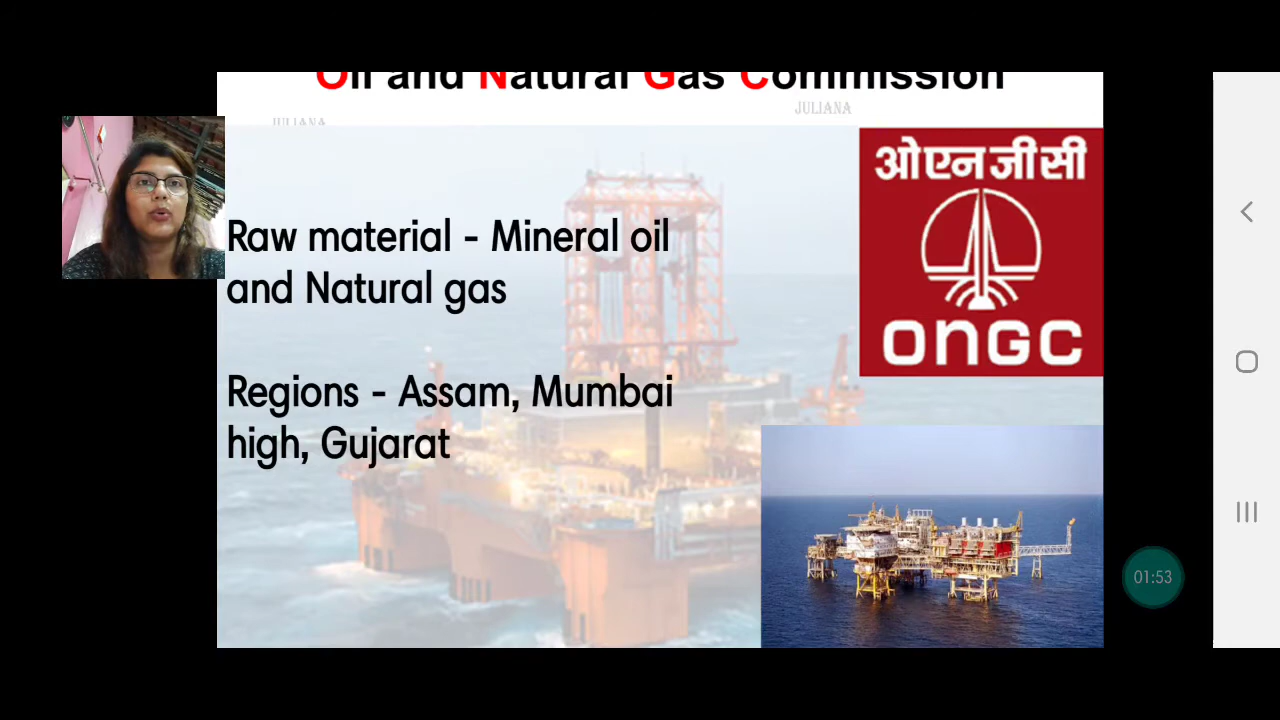 Oil and Natural Gas Commission
JULIANA
JULIANA
ओएनजीसी
Raw material - Mineral oil
and Natural gas
ONGC
Regions - Assam, Mumbai
high, Gujarat
01:53